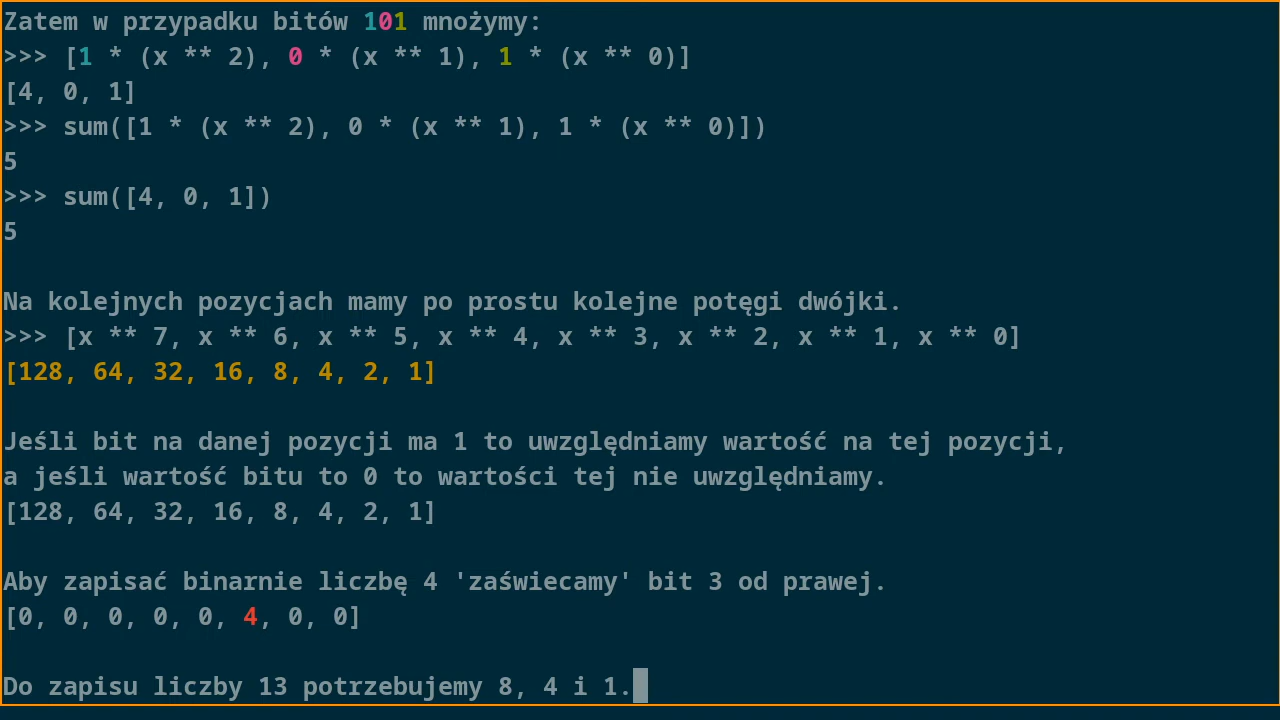 Zatem w przypadku bitów 101 mnożymy:
>>> [1 * (x ** 2), 0 * (x ** 1), 1 * (x ** 0)]
[4, 0, 1]
>>> sum([1 * (x ** 2), 0 * (x ** 1), 1 * (x ** 0)])
5
>>> sum([4, 0, 1])
5
Na kolejnych pozycjach mamy po prostu kolejne potęgi dwójki.
>>> [x ** 7, x ** 6, x ** 5, x ** 4, x ** 3, x ** 2, x ** 1, x ** 0]
[128, 64, 32, 16, 8, 4, 2, 1]
Jeśli bit na danej pozycji ma 1 to uwzględniamy wartość na tej pozycji,
a jeśli wartość bitu to 0 to wartości tej nie uwzględniamy.
[128, 64, 32, 16, 8, 4, 2, 1]
Aby zapisać binarnie liczbę 4 'zaświecamy' bit 3 od prawej.
[0, 0, 0, 0, 0, 4, 0, 0]
Do zapisu liczby 13 potrzebujemy 8, 4 i 1.